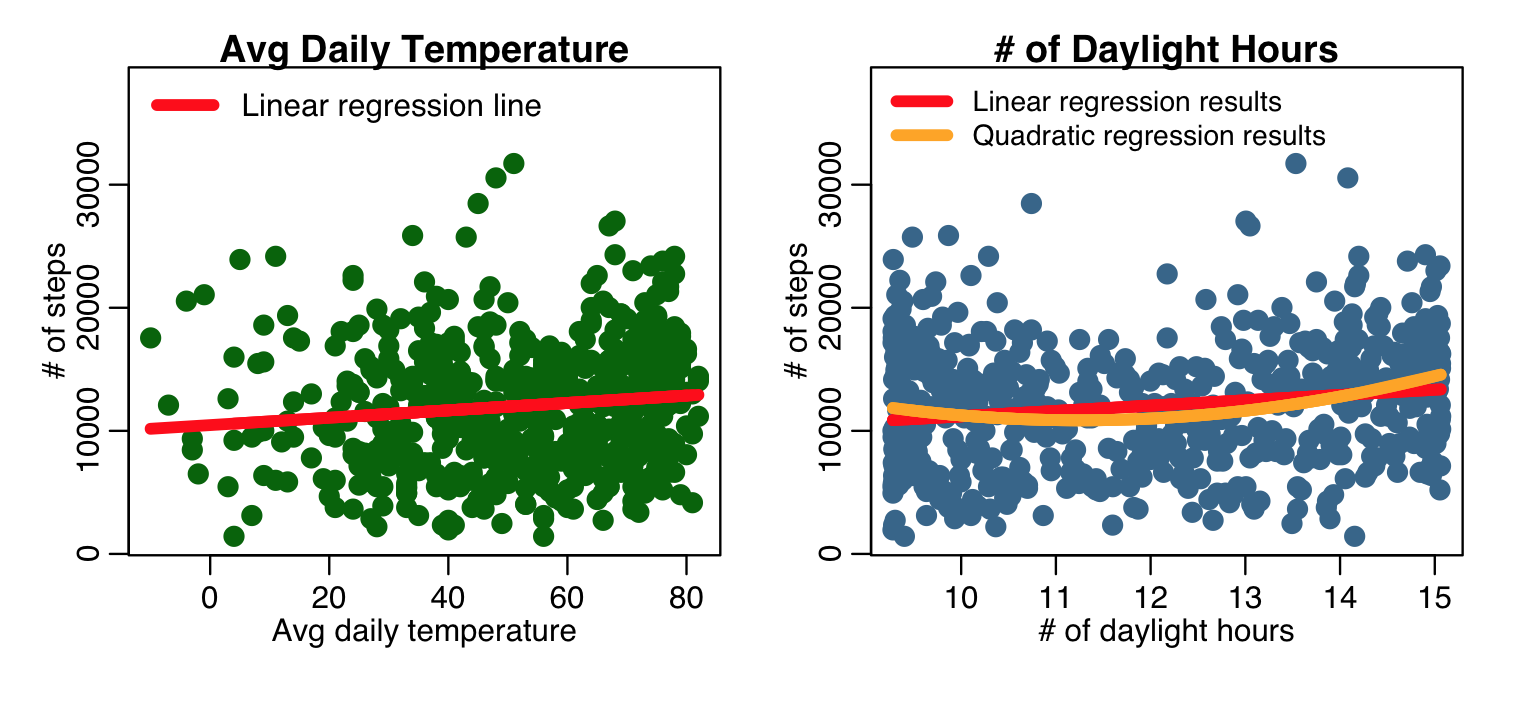 Avg Daily Temperature
Linear regression line
# of steps
30000
20000
10000
0
0 20 40 60 80
Avg daily temperature
# of Daylight Hours
Linear regression results
Quadratic regression results
# of steps
30000
20000
10000
0
10 11 12 13 14 15
# of daylight hours